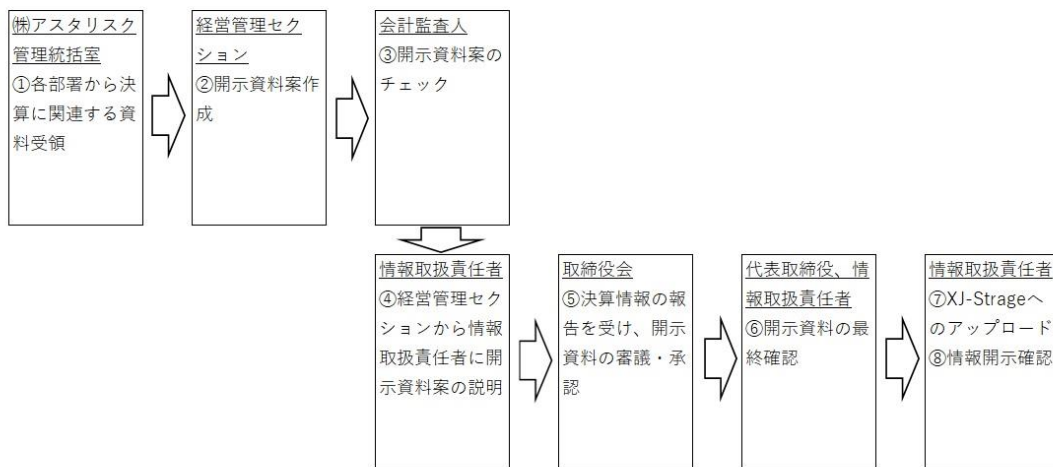 ㈱アスタリスク
管理統括室
①各部署から決
算に関連する資
料受領
経営管理セク
ション
②開示資料案作
成
会計監査人
③開示資料案の
チェック
情報取扱責任者
④経営管理セク
ションから情報
取扱責任者に開
示資料案の説明
取締役会
⑤決算情報の報
告を受け、開示
資料の審議・承
認
代表取締役、情
報取扱責任者
⑥開示資料の最
終確認
情報取扱責任者
⑦XJ-Strageへ
のアップロード
⑧情報開示確認